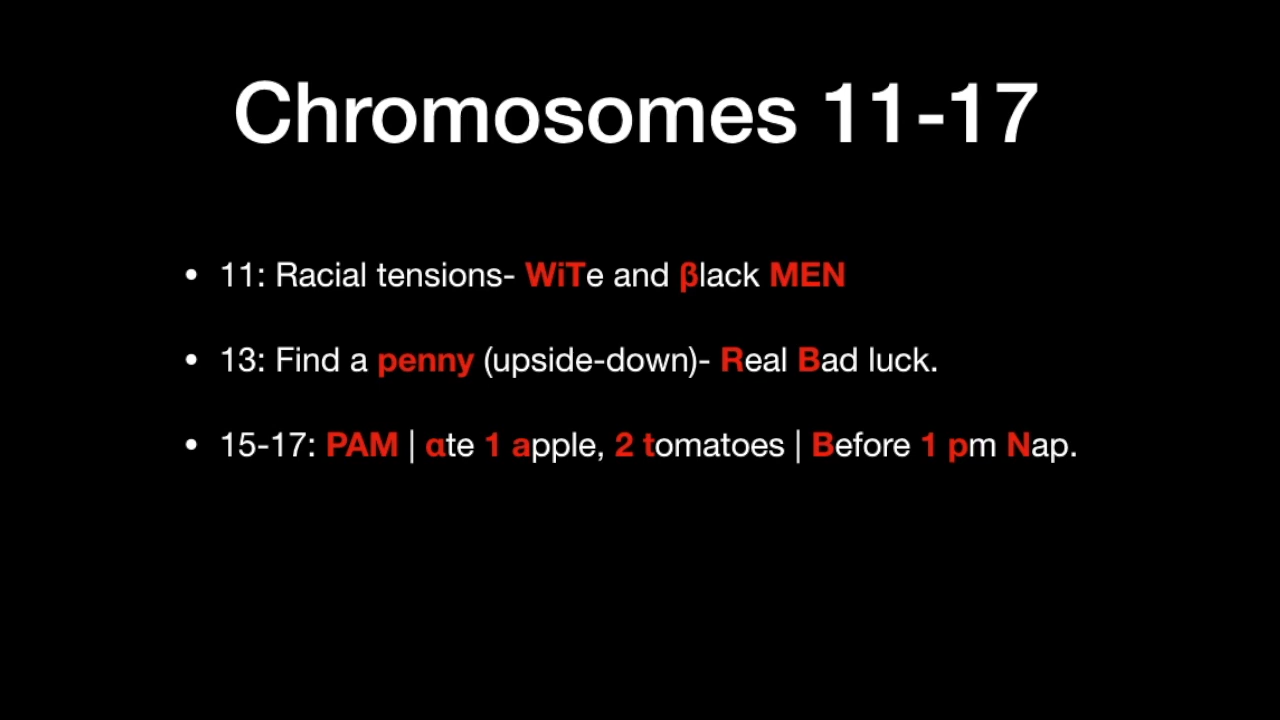 Chromosomes 11-17
• 11: Racial tensions- WiTe and βlack MEN
• 13: Find a penny (upside-down)- Real Bad luck.
• 15-17: PAM | αte 1 apple, 2 tomatoes | Before 1 pm Nap.